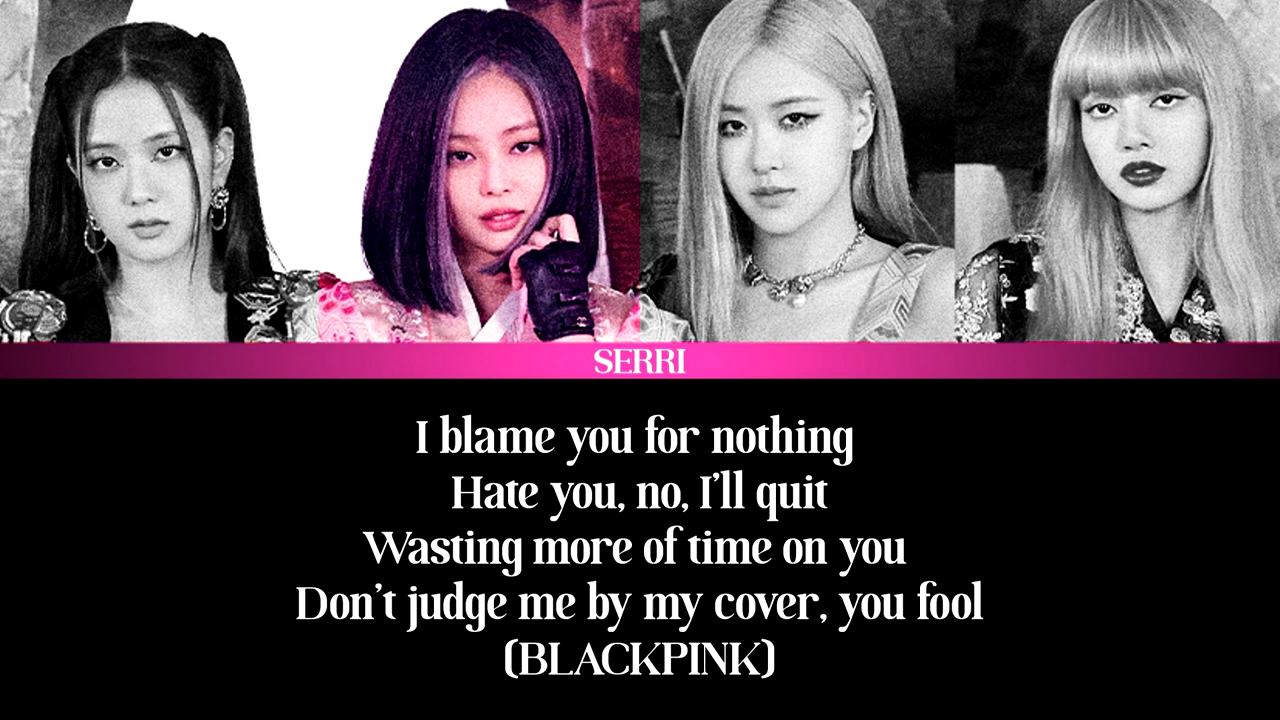 SERRI
I blame you for nothing
Hate you, no, I'll quit
Wasting more of time on you
Don't judge me by my cover, you fool
(BLACKPINK)